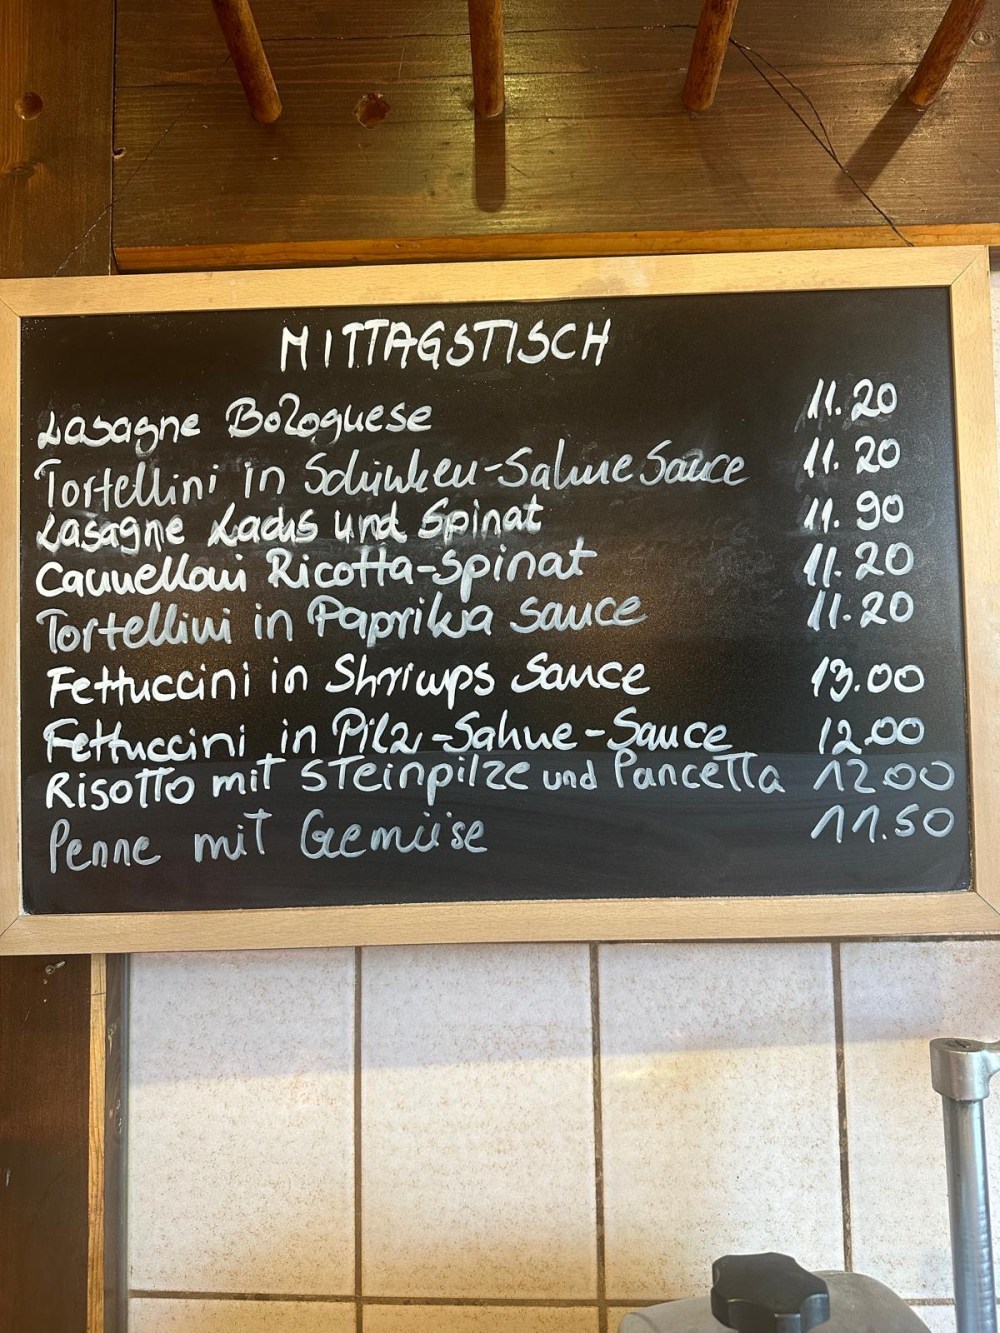 MITTAGSTISCH
Lasagne Bolognese 11.20
Tortellini in Schinken-Sahne Sauce 11.20
Lasagne Lachs und Spinat 11.90
Cannelloni Ricotta-Spinat 11.20
Tortellini in Paprika Sauce 11.20
Fettuccini in Shrimps Sauce 13.00
Fettuccini in Pilz-Sahne-Sauce 12.00
Risotto mit Steinpilze und Pancetta 12.00
Penne mit Gemüse 11.50